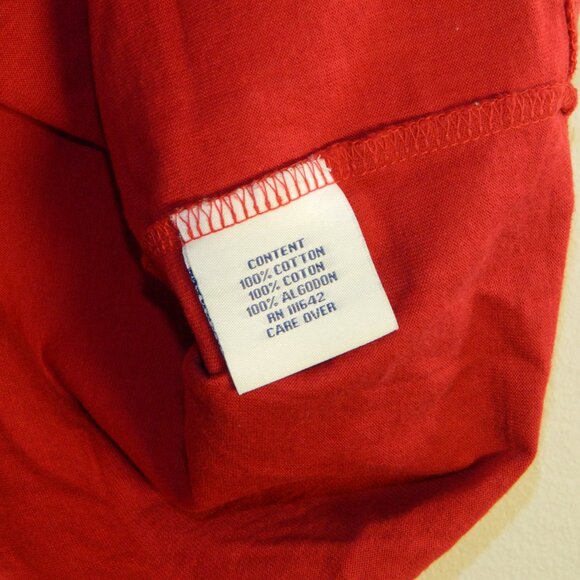 CONTENT
100% COTTON
100% COTON
100% ALGODON
RN 111642
CARE OVER